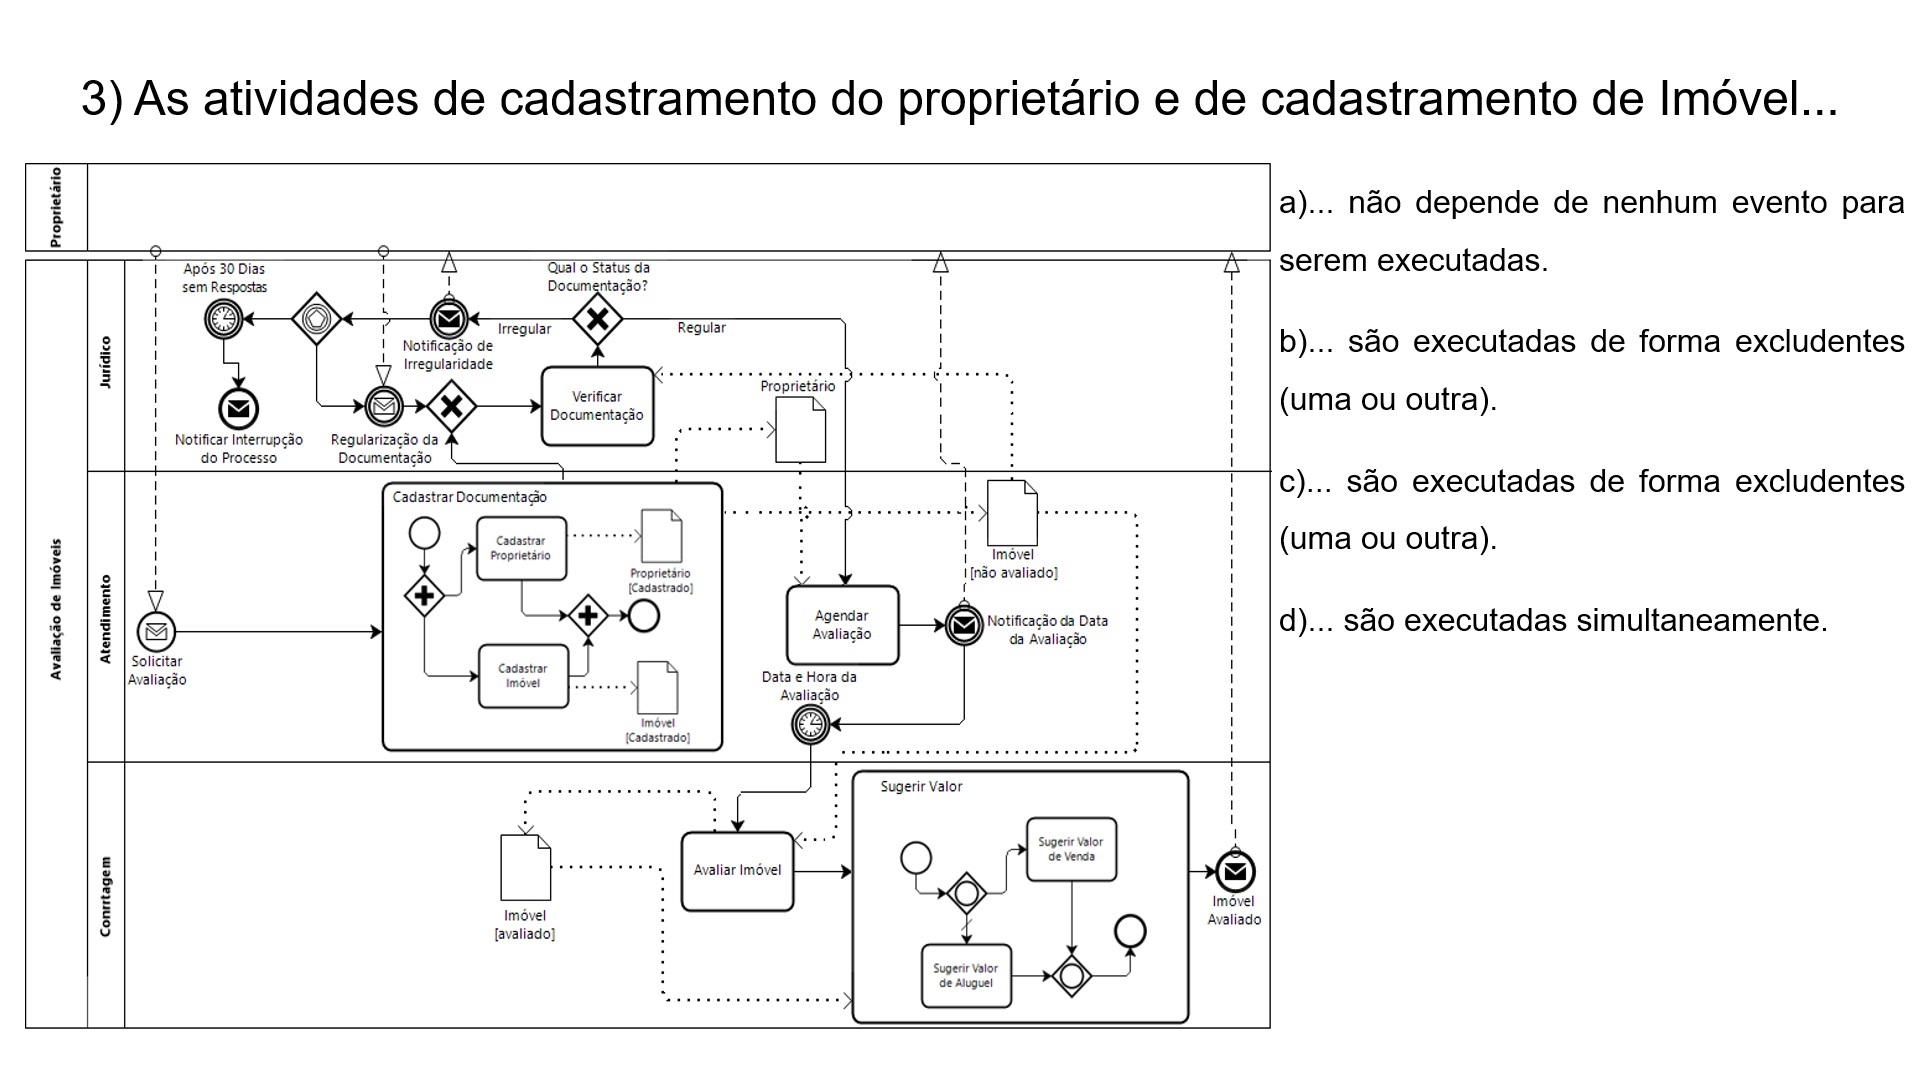 3) As atividades de cadastramento do proprietário e de cadastramento de Imóvel...
Proprietário
Avaliação de Imóveis
Jurídico
Após 30 Dias
sem Respostas
Qual o Status da
Documentação?
Irregular
Regular
Notificação de
Irregularidade
Notificar Interrupção
do Processo
Regularização da
Documentação
Verificar
Documentação
Proprietário
Atendimento
Solicitar
Avaliação
Cadastrar Documentação
Cadastrar
Proprietário
Proprietário
[Cadastrado]
Cadastrar
Imóvel
Imóvel
[Cadastrado]
Imóvel
[não avaliado]
Agendar
Avaliação
Notificação da Data
da Avaliação
Data e Hora da
Avaliação
Conrrtagem
Imóvel
[avaliado]
Avaliar Imóvel
Sugerir Valor
Sugerir Valor
de Venda
Sugerir Valor
de Aluguel
Imóvel
Avaliado
a)... não depende de nenhum evento para
serem executadas.
b)... são executadas de forma excludentes
(uma ou outra).
c)... são executadas de forma excludentes
(uma ou outra).
d)... são executadas simultaneamente.